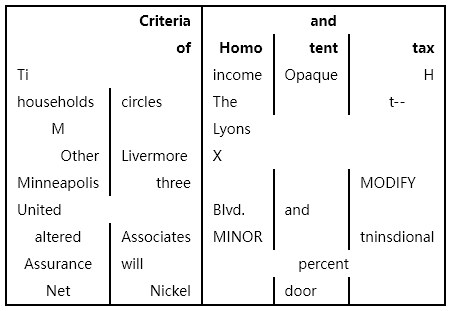 Criteria and
of Homo tent tax
Ti income Opaque H
households circles The t--
M Lyons
Other Livermore X
Minneapolis three MODIFY
United Blvd. and
altered Associates MINOR tninsdional
Assurance will percent
Net Nickel door